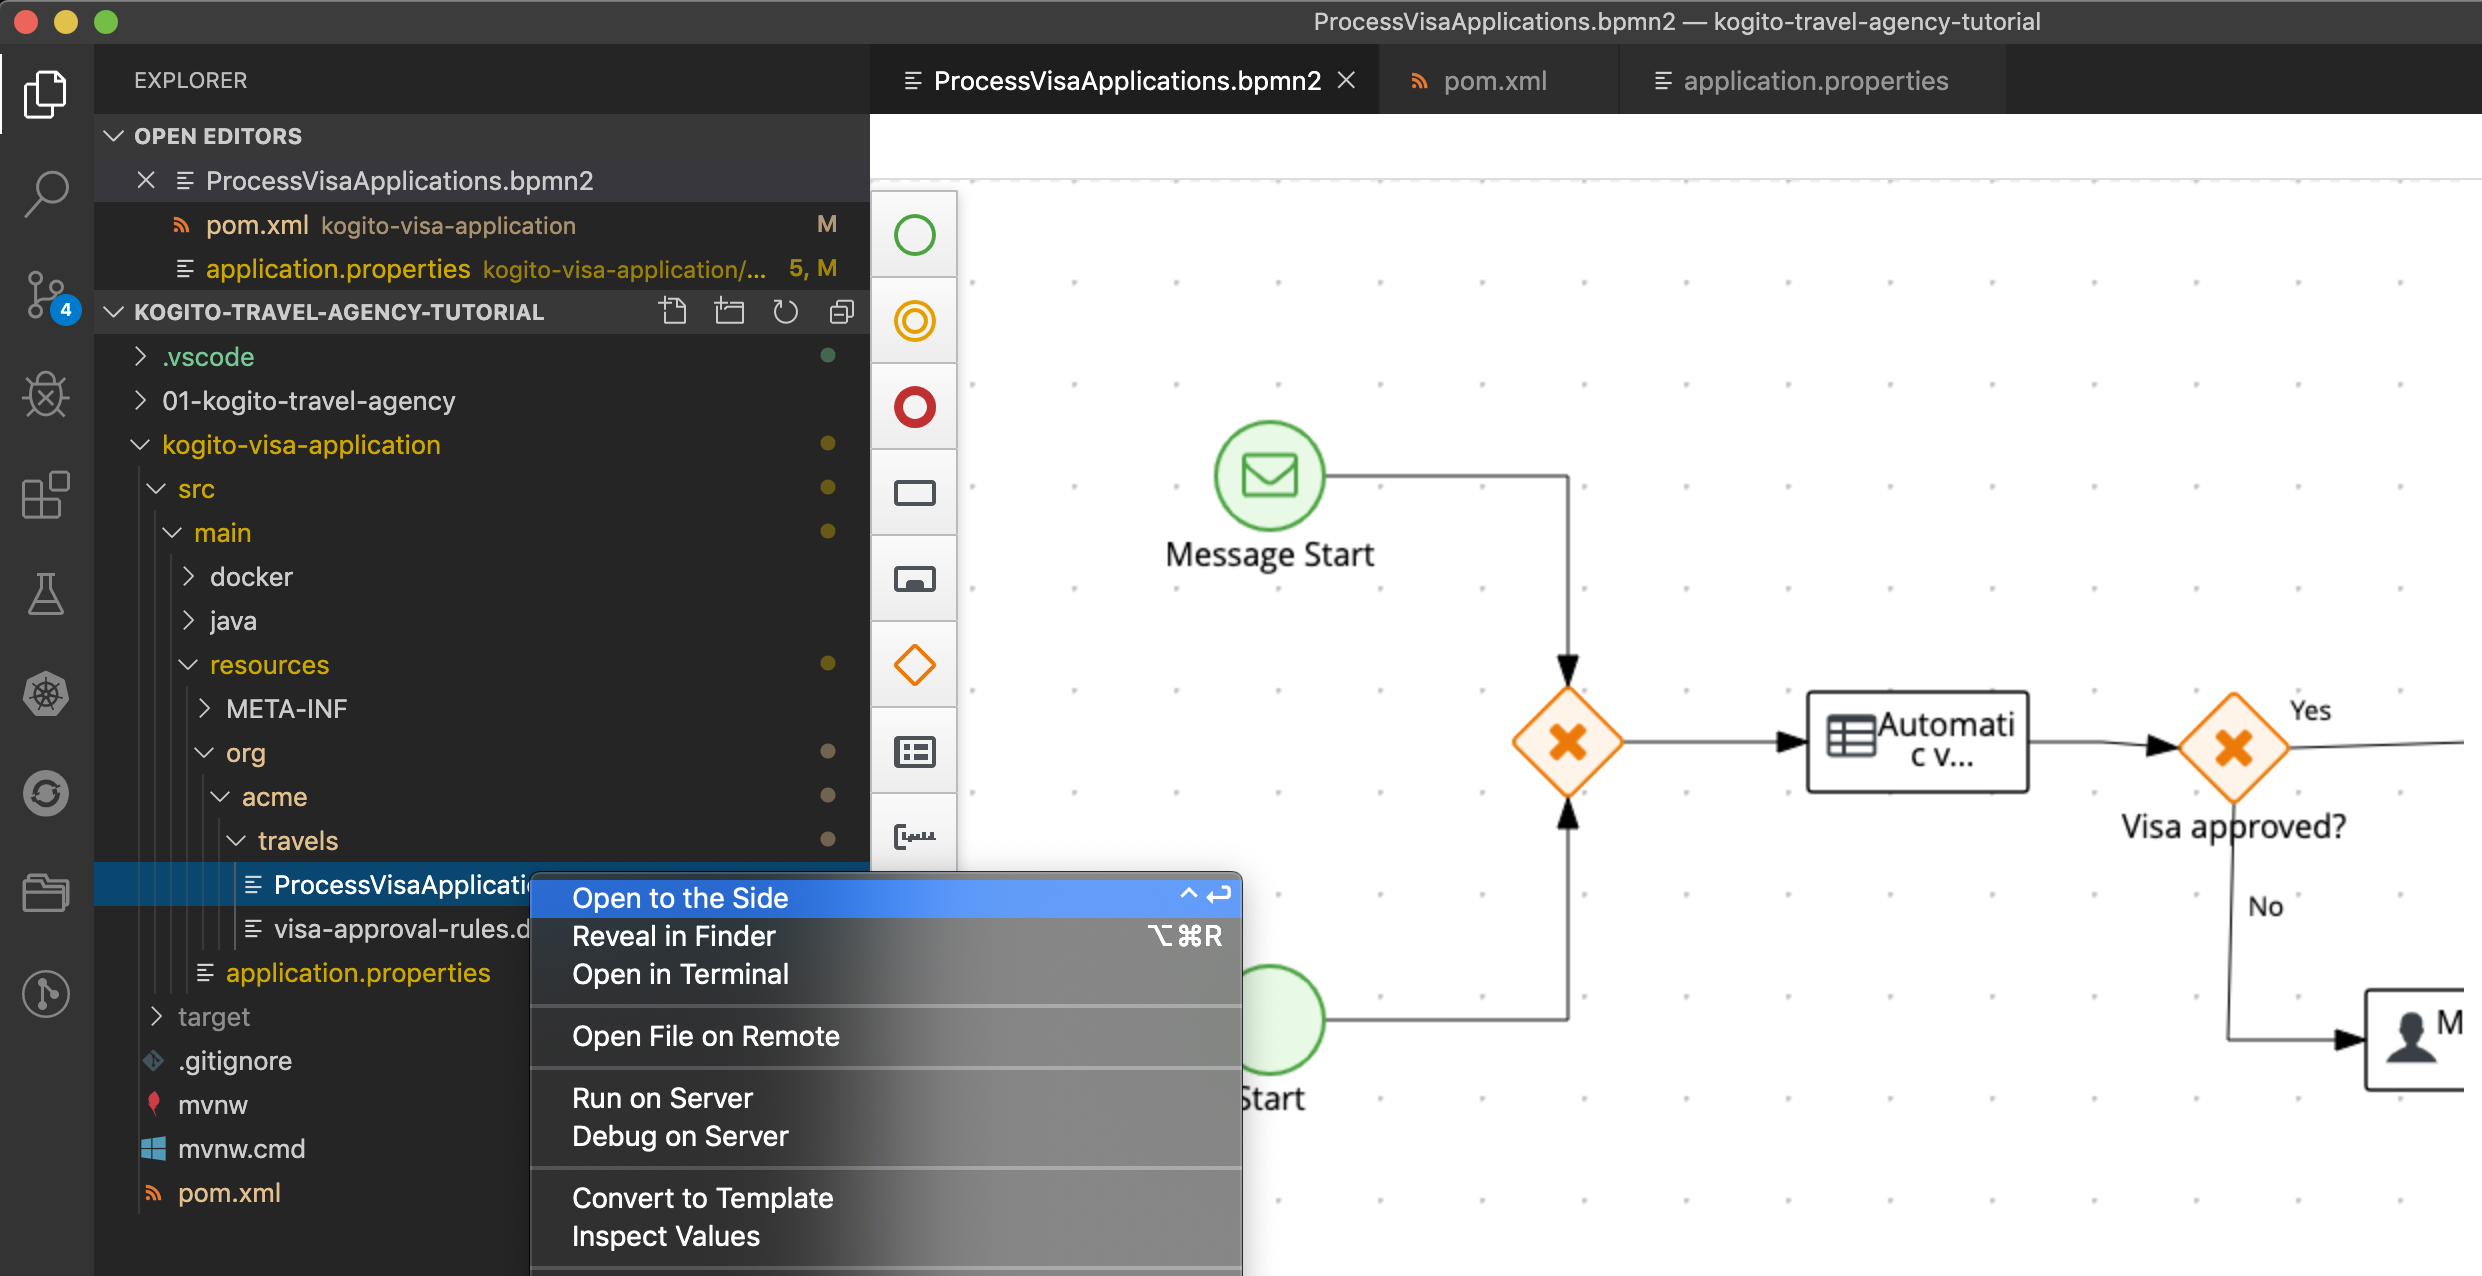 ProcessVisaApplications.bpmn2 — kogito-travel-agency-tutorial
EXPLORER
ProcessVisaApplications.bpmn2
pom.xml
application.properties
OPEN EDITORS
ProcessVisaApplications.bpmn2
pom.xml kogito-visa-application M
application.properties kogito-visa-application/... 5, M
4
KOGITO-TRAVEL-AGENCY-TUTORIAL
.vscode
01-kogito-travel-agency
kogito-visa-application
src
main
docker
java
resources
META-INF
org
acme
travels
ProcessVisaApplicatio
visa-approval-rules.d
application.properties
target
.gitignore
mvnw
mvnw.cmd
pom.xml
Open to the Side ⌃⏎
Reveal in Finder ⌥⌘R
Open in Terminal
Open File on Remote
Run on Server
Debug on Server
Convert to Template
Inspect Values
Message Start
Automati
c v...
Yes
Visa approved?
No
M
Start